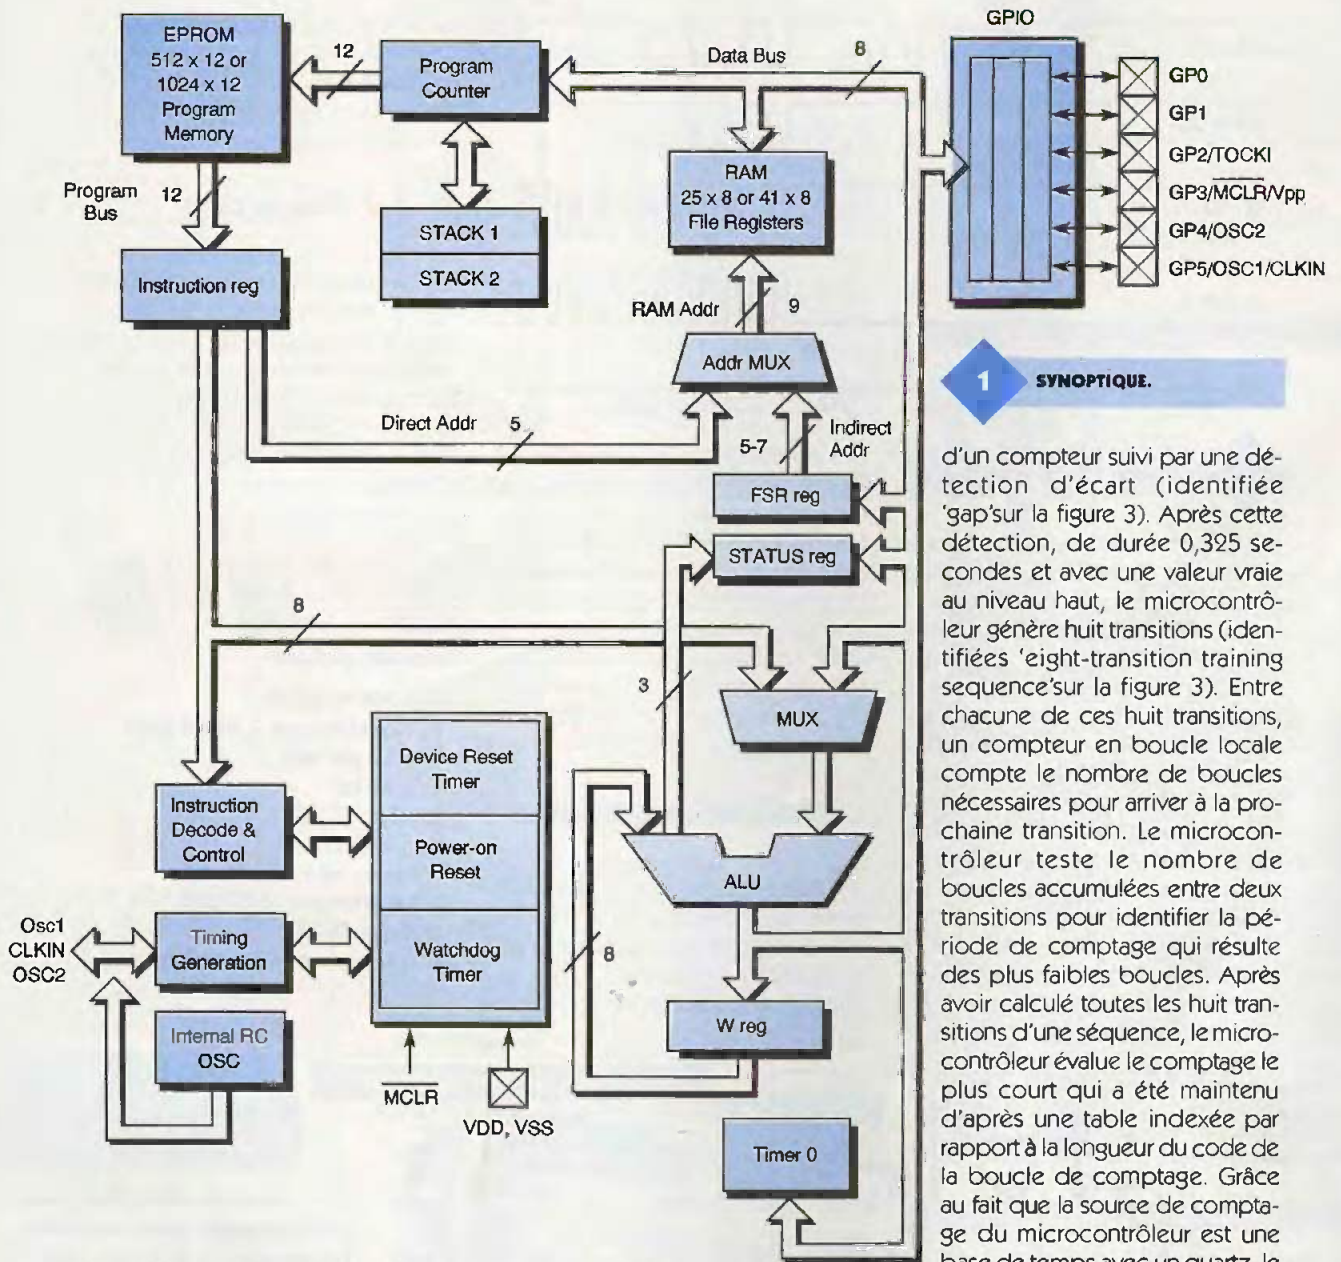 EPROM
512 x 12 or
1024 x 12
Program
Memory
12
Program
Counter
Data Bus
8
GPIO
GP0
GP1
GP2/TOCKI
GP3/MCLR/Vpp
GP4/OSC2
GP5/OSC1/CLKIN
Program
Bus
12
STACK 1
STACK 2
RAM
25 x 8 or 41 x 8
File Registers
Instruction reg
RAM Addr
9
Addr MUX
Direct Addr
5
5-7
Indirect
Addr
FSR reg
STATUS reg
8
3
MUX
Device Reset
Timer
Power-on
Reset
Watchdog
Timer
Instruction
Decode &
Control
ALU
Osc1
CLKIN
OSC2
Timing
Generation
8
Internal RC
OSC
W reg
MCLR
VDD, VSS
Timer 0
1
SYNOPTIQUE.
d'un compteur suivi par une dé-
tection d'écart (identifiée
'gap'sur la figure 3). Après cette
détection, de durée 0,325 se-
condes et avec une valeur vraie
au niveau haut, le microcontrô-
leur génère huit transitions (iden-
tifiées 'eight-transition training
sequence'sur la figure 3). Entre
chacune de ces huit transitions,
un compteur en boucle locale
compte le nombre de boucles
nécessaires pour arriver à la pro-
chaine transition. Le microcon-
trôleur teste le nombre de
boucles accumulées entre deux
transitions pour identifier la pé-
riode de comptage qui résulte
des plus faibles boucles. Après
avoir calculé toutes les huit tran-
sitions d'une séquence, le micro-
contrôleur évalue le comptage le
plus court qui a été maintenu
d'après une table indexée par
rapport à la longueur du code de
la boucle de comptage. Grâce
au fait que la source de compta-
ge du microcontrôleur est une
base de temps avec un quartz, le